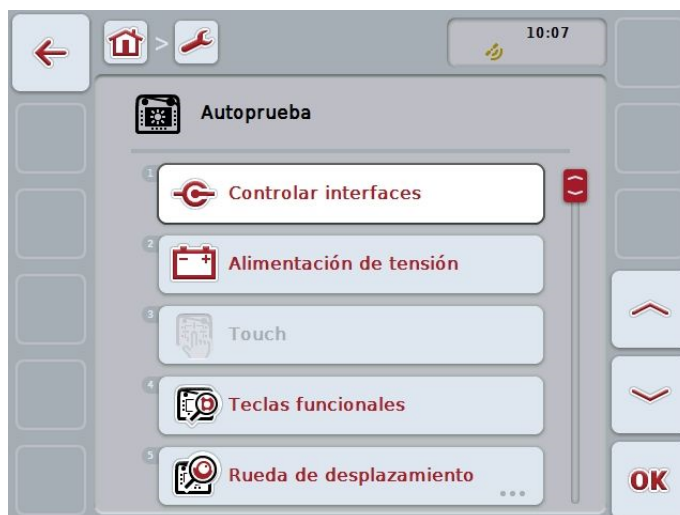 10:07
>
Autoprueba
1
Controlar interfaces
2
Alimentación de tensión
3
Touch
4
Teclas funcionales
5
Rueda de desplazamiento
...
OK